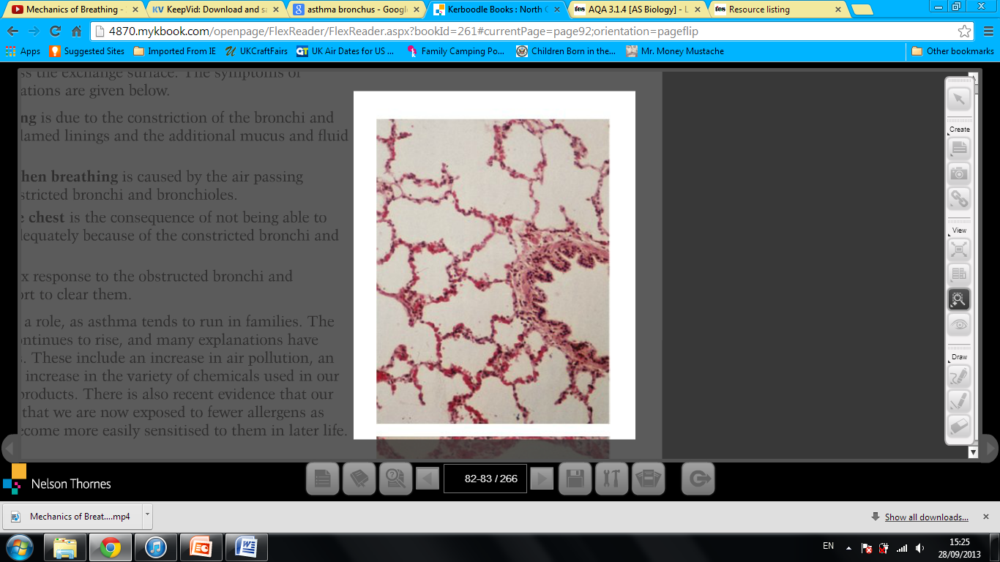 Mechanics of Breathing -
KeepVid: Download and sa
asthma bronchus - Google
Kerboodle Books : North C
AQA 3.1.4 [AS Biology] - L
Resource listing
4870.mykbook.com/openpage/FlexReader/FlexReader.aspx?bookId=261#currentPage=page92;orientation=pageflip
Apps
Suggested Sites
Imported From IE
UKCraftFairs
UK Air Dates for US ...
Family Camping Po...
Children Born in the...
Mr. Money Mustache
Other bookmarks
ss the exchange surface. The symptoms of
ations are given below.
ng is due to the constriction of the bronchi and
lamed linings and the additional mucus and fluid
hen breathing is caused by the air passing
stricted bronchi and bronchioles.
e chest is the consequence of not being able to
dequately because of the constricted bronchi and
x response to the obstructed bronchi and
ort to clear them.
a role, as asthma tends to run in families. The
ontinues to rise, and many explanations have
s. These include an increase in air pollution, an
increase in the variety of chemicals used in our
products. There is also recent evidence that our
that we are now exposed to fewer allergens as
ecome more easily sensitised to them in later life.
Create
View
Draw
Nelson Thornes
82-83 / 266
Mechanics of Breat....mp4
Show all downloads...
EN
15:25
28/09/2013